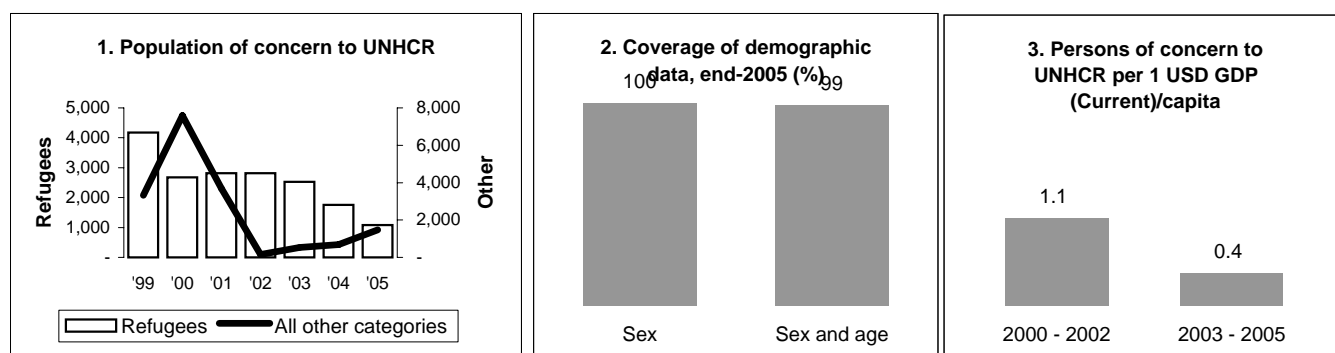 1. Population of concern to UNHCR
5,000
4,000
3,000
2,000
1,000
-
Refugees
8,000
6,000
4,000
2,000
-
Other
'99 '00 '01 '02 '03 '04 '05
Refugees All other categories
2. Coverage of demographic
data, end-2005 (%)
100 99
Sex Sex and age
3. Persons of concern to
UNHCR per 1 USD GDP
(Current)/capita
1.1
0.4
2000 - 2002 2003 - 2005